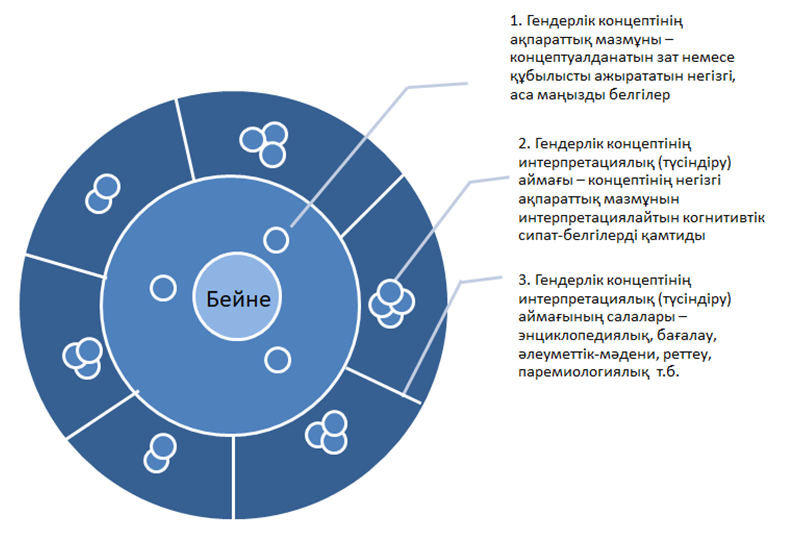 1. Гендерлік концептінің
ақпараттық мазмұны –
концептуалданатын зат немесе
құбылысты ажырататын негізгі,
аса маңызды белгілер
2. Гендерлік концептінің
интерпретациялық (түсіндіру)
аймағы – концептінің негізгі
ақпараттық мазмұнын
интерпретациялайтын когнитивтік
сипат-белгілерді қамтиды
Бейне
3. Гендерлік концептінің
интерпретациялық (түсіндіру)
аймағының салалары –
энциклопедиялық, бағалау,
әлеуметтік-мәдени, реттеу,
паремиологиялық т.б.